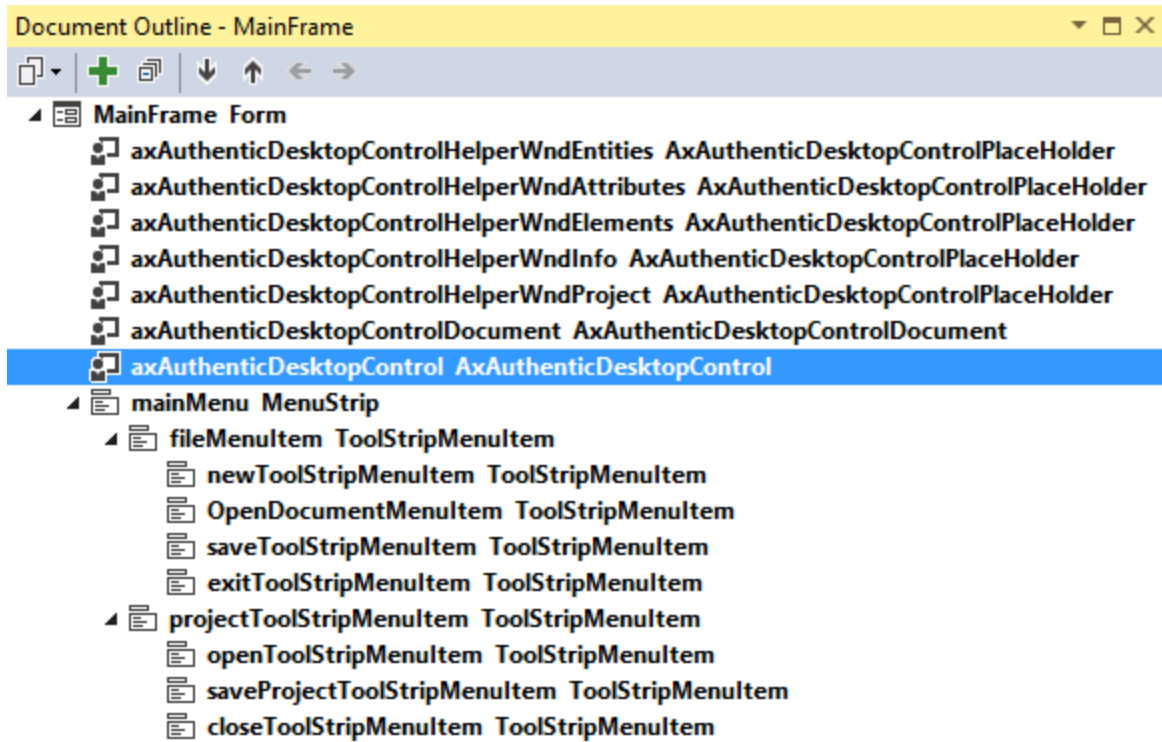 Document Outline - MainFrame
MainFrame Form
axAuthenticDesktopControlHelperWndEntities AxAuthenticDesktopControlPlaceHolder
axAuthenticDesktopControlHelperWndAttributes AxAuthenticDesktopControlPlaceHolder
axAuthenticDesktopControlHelperWndElements AxAuthenticDesktopControlPlaceHolder
axAuthenticDesktopControlHelperWndInfo AxAuthenticDesktopControlPlaceHolder
axAuthenticDesktopControlHelperWndProject AxAuthenticDesktopControlPlaceHolder
axAuthenticDesktopControlDocument AxAuthenticDesktopControlDocument
axAuthenticDesktopControl AxAuthenticDesktopControl
mainMenu MenuStrip
fileMenuItem ToolStripMenuItem
newToolStripMenuItem ToolStripMenuItem
OpenDocumentMenuItem ToolStripMenuItem
saveToolStripMenuItem ToolStripMenuItem
exitToolStripMenuItem ToolStripMenuItem
projectToolStripMenuItem ToolStripMenuItem
openToolStripMenuItem ToolStripMenuItem
saveProjectToolStripMenuItem ToolStripMenuItem
closeToolStripMenuItem ToolStripMenuItem